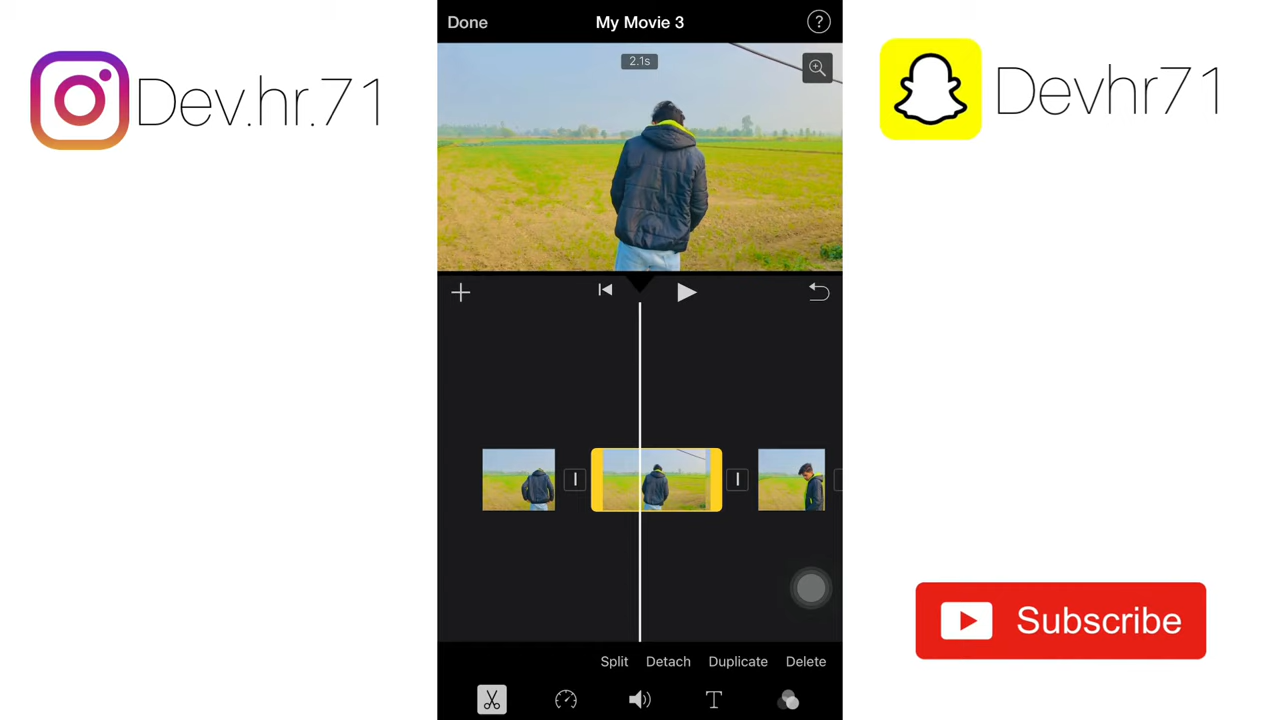 Done
My Movie 3
?
2.1s
Dev.hr.71
Devhr71
Split
Detach
Duplicate
Delete
T
Subscribe